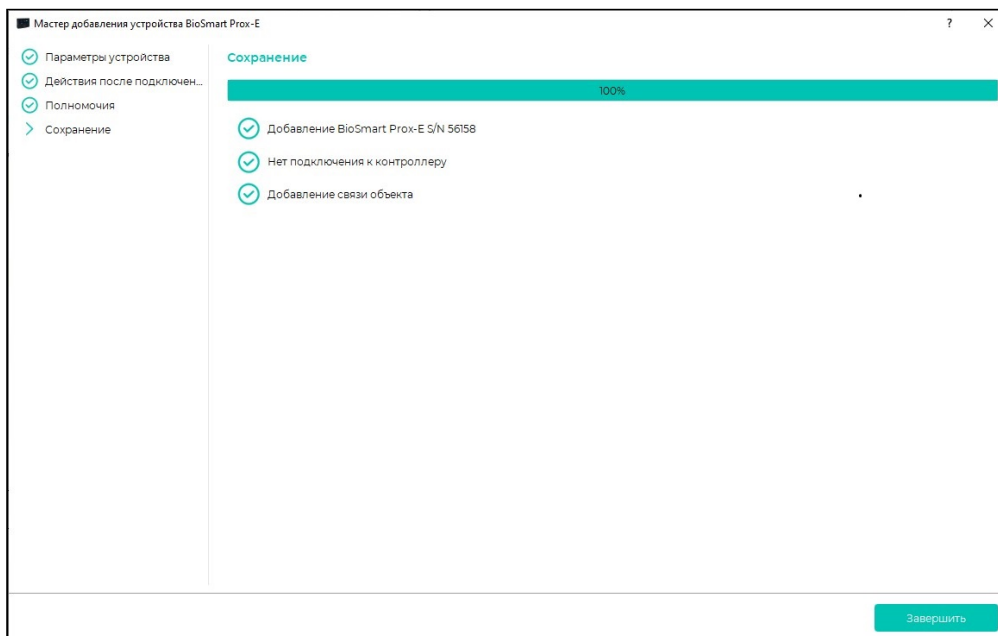 Мастер добавления устройства BioSmart Prox-E
Параметры устройства
Действия после подключен...
Полномочия
Сохранение
Сохранение
100%
Добавление BioSmart Prox-E S/N 56158
Нет подключения к контроллеру
Добавление связи объекта
Завершить